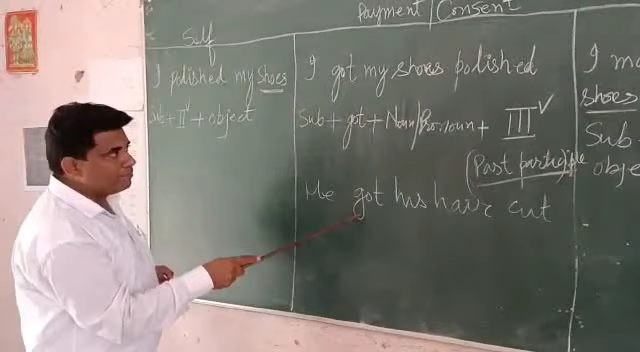 Self
I polished my shoes
Sub + II V + object
Payment / Consent
I got my shoes polished
Sub + got + Noun/Pronoun + III V
(Past participle
He got his hair cut
I
shoes
Sub
obje